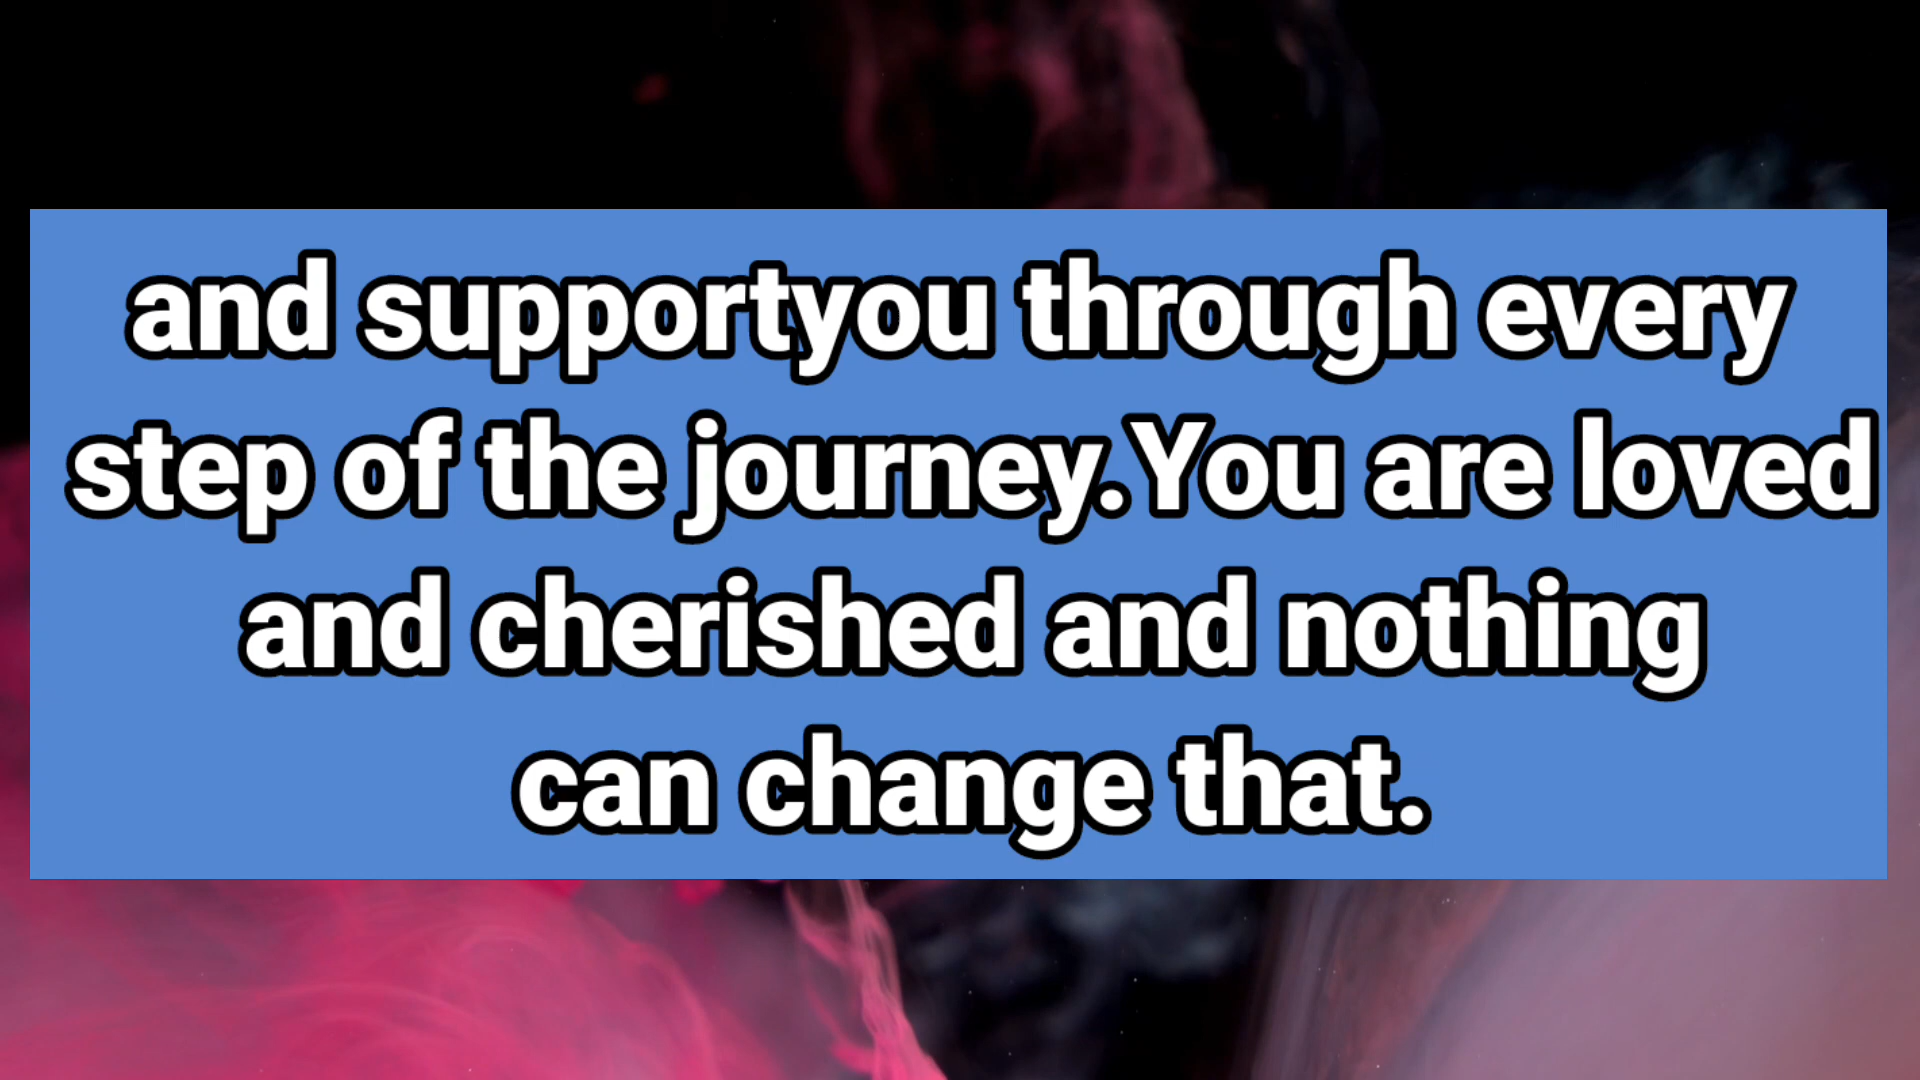 and supportyou through every
step of the journey.You are loved
and cherished and nothing
can change that.